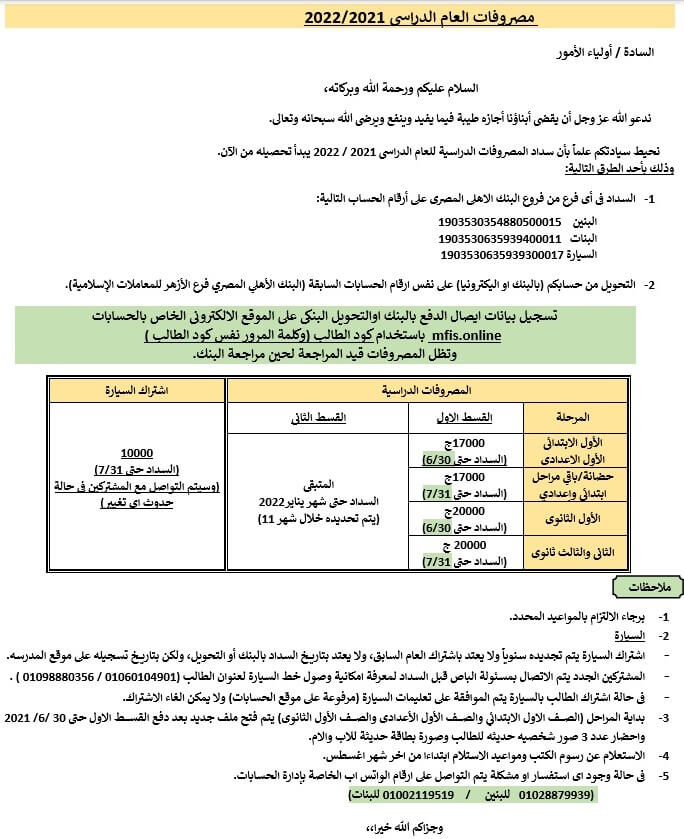 مصروفات العام الدراسى 2022/2021
السادة / أولياء الأمور
السلام عليكم ورحمة الله وبركاته،
ندعو الله عز وجل أن يقضى أبناؤنا أجازه طيبة فيما يفيد وينفع ويرضى الله سبحانه وتعالى.
نحيط سيادتكم علماً بأن سداد المصروفات الدراسية للعام الدراسى 2021 / 2022 يبدأ تحصيله من الآن.
وذلك بأحد الطرق التالية:
1- السداد فى أى فرع من فروع البنك الاهلى المصرى على أرقام الحساب التالية:
البنين 1903530354880500015
البنات 1903530635939400011
السيارة 1903530635939300017
2- التحويل من حسابكم (بالبنك او اليكترونيا) على نفس ارقام الحسابات السابقة (البنك الأهلي المصري فرع الأزهر للمعاملات الإسلامية).
تسجيل بيانات ايصال الدفع بالبنك اوالتحويل البنكى على الموقع الالكترونى الخاص بالحسابات
mfis.online باستخدام كود الطالب (وكلمة المرور نفس كود الطالب )
وتظل المصروفات قيد المراجعة لحين مراجعة البنك.
المصروفات الدراسية
اشتراك السيارة
المرحلة
القسط الاول
القسط الثانى
الأول الابتدائى
الأول الاعدادى
17000ج
(السداد حتى 6/30)
حضانة/باقي مراحل
ابتدائى وإعدادي
17000ج
(السداد حتى 7/31)
الأول الثانوى
20000ج
(السداد حتى 6/30)
الثانى والثالث ثانوى
20000 ج
(السداد حتى 7/31)
المتبقى
السداد حتى شهر يناير2022
(يتم تحديده خلال شهر 11)
10000
(السداد حتى 7/31)
(وسيتم التواصل مع المشتركين فى حالة
حدوث اى تغيير )
ملاحظات
1- برجاء الالتزام بالمواعيد المحدد.
2- السيارة
- اشتراك السيارة يتم تجديده سنوياً ولا يعتد باشتراك العام السابق، ولا يعتد بتاريخ السداد بالبنك أو التحويل، ولكن بتاريخ تسجيله على موقع المدرسه.
- المشتركين الجدد يتم الاتصال بمسئولة الباص قبل السداد لمعرفة امكانية وصول خط السيارة لعنوان الطالب (01060104901 / 01098880356 ) .
- فى حالة اشتراك الطالب بالسيارة يتم الموافقة على تعليمات السيارة (مرفوعة على موقع الحسابات) ولا يمكن الغاء الاشتراك.
3- بداية المراحل (الصف الاول الابتدائي والصف الأول الأعدادى والصف الأول الثانوى) يتم فتح ملف جديد بعد دفع القسط الاول حتى 30 /6/ 2021
واحضار عدد 3 صور شخصيه حديثه للطالب وصورة بطاقة حديثة للاب والام.
4- الاستعلام عن رسوم الكتب ومواعيد الاستلام ابتداءا من اخر شهر اغسطس.
5- فى حالة وجود اى استفسار او مشكلة يتم التواصل على ارقام الواتس اب الخاصة بإدارة الحسابات.
(01028879939 للبنين / 01002119519 للبنات)
وجزاكم الله خيرا،،